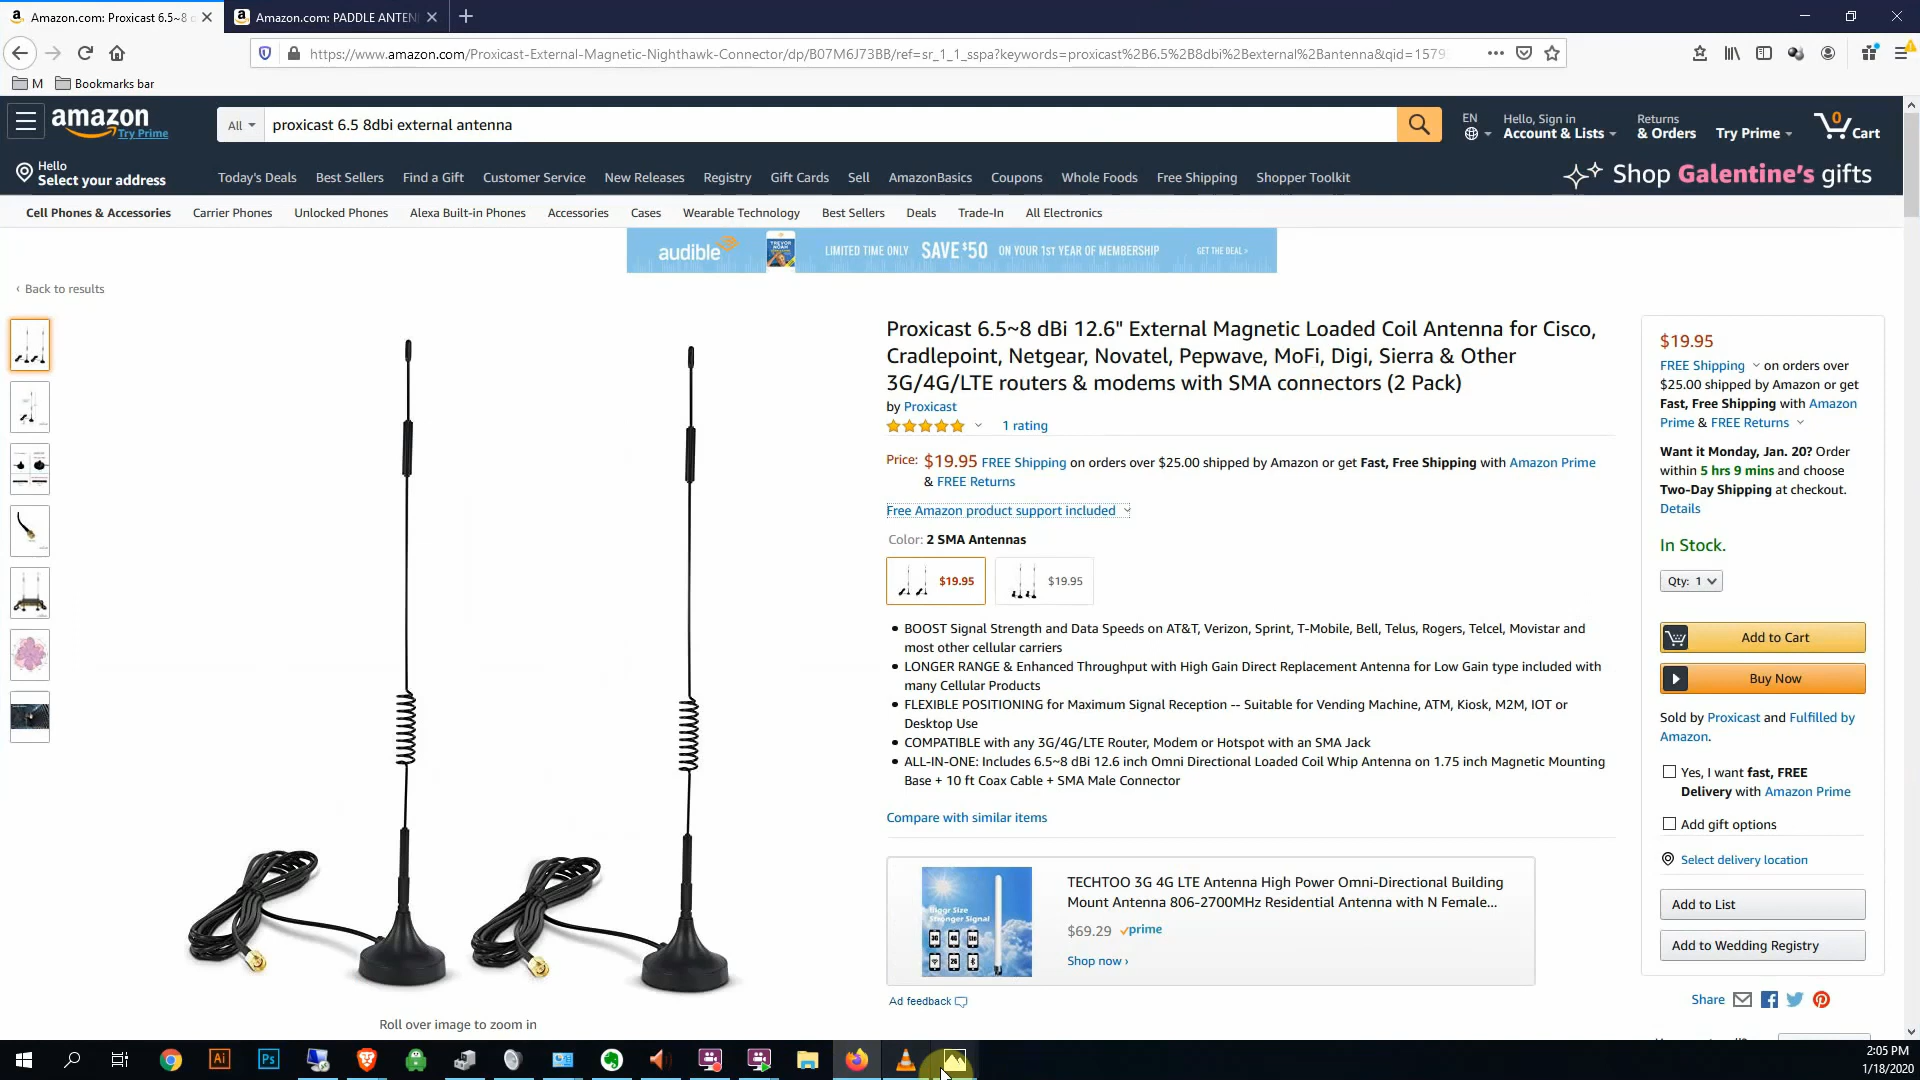 Amazon.com: Proxicast 6.5~8 d
Amazon.com: PADDLE ANTEN
https://www.amazon.com/Proxicast-External-Magnetic-Nighthawk-Connector/dp/B07M6J73BB/ref=sr_1_1_sspa?keywords=proxicast%2B6.5%2B8dbi%2Bexternal%2Bantenna&qid=1579
M
Bookmarks bar
amazon
Try Prime
All
proxicast 6.5 8dbi external antenna
EN
Hello, Sign in
Account & Lists
Returns
& Orders
Try Prime
0
Cart
Hello
Select your address
Today's Deals Best Sellers Find a Gift Customer Service New Releases Registry Gift Cards Sell AmazonBasics Coupons Whole Foods Free Shipping Shopper Toolkit
Shop Galentine's gifts
Cell Phones & Accessories Carrier Phones Unlocked Phones Alexa Built-in Phones Accessories Cases Wearable Technology Best Sellers Deals Trade-In All Electronics
audible
TREVOR NOAH
LIMITED TIME ONLY SAVE $50 ON YOUR 1ST YEAR OF MEMBERSHIP GET THE DEAL >
‹ Back to results
Proxicast 6.5~8 dBi 12.6" External Magnetic Loaded Coil Antenna for Cisco,
Cradlepoint, Netgear, Novatel, Pepwave, MoFi, Digi, Sierra & Other
3G/4G/LTE routers & modems with SMA connectors (2 Pack)
by Proxicast
1 rating
Price: $19.95 FREE Shipping on orders over $25.00 shipped by Amazon or get Fast, Free Shipping with Amazon Prime
& FREE Returns
Free Amazon product support included
Color: 2 SMA Antennas
$19.95
$19.95
• BOOST Signal Strength and Data Speeds on AT&T, Verizon, Sprint, T-Mobile, Bell, Telus, Rogers, Telcel, Movistar and
most other cellular carriers
• LONGER RANGE & Enhanced Throughput with High Gain Direct Replacement Antenna for Low Gain type included with
many Cellular Products
• FLEXIBLE POSITIONING for Maximum Signal Reception -- Suitable for Vending Machine, ATM, Kiosk, M2M, IOT or
Desktop Use
• COMPATIBLE with any 3G/4G/LTE Router, Modem or Hotspot with an SMA Jack
• ALL-IN-ONE: Includes 6.5~8 dBi 12.6 inch Omni Directional Loaded Coil Whip Antenna on 1.75 inch Magnetic Mounting
Base + 10 ft Coax Cable + SMA Male Connector
Compare with similar items
Biggr Size
Stronger Signal
3G 4G LTE
2G
TECHTOO 3G 4G LTE Antenna High Power Omni-Directional Building
Mount Antenna 806-2700MHz Residential Antenna with N Female...
$69.29 prime
Shop now ›
Ad feedback
Roll over image to zoom in
$19.95
FREE Shipping on orders over
$25.00 shipped by Amazon or get
Fast, Free Shipping with Amazon
Prime & FREE Returns
Want it Monday, Jan. 20? Order
within 5 hrs 9 mins and choose
Two-Day Shipping at checkout.
Details
In Stock.
Qty: 1
Add to Cart
Buy Now
Sold by Proxicast and Fulfilled by
Amazon.
Yes, I want fast, FREE
Delivery with Amazon Prime
Add gift options
Select delivery location
Add to List
Add to Wedding Registry
Share
Ai
Ps
2:05 PM
1/18/2020